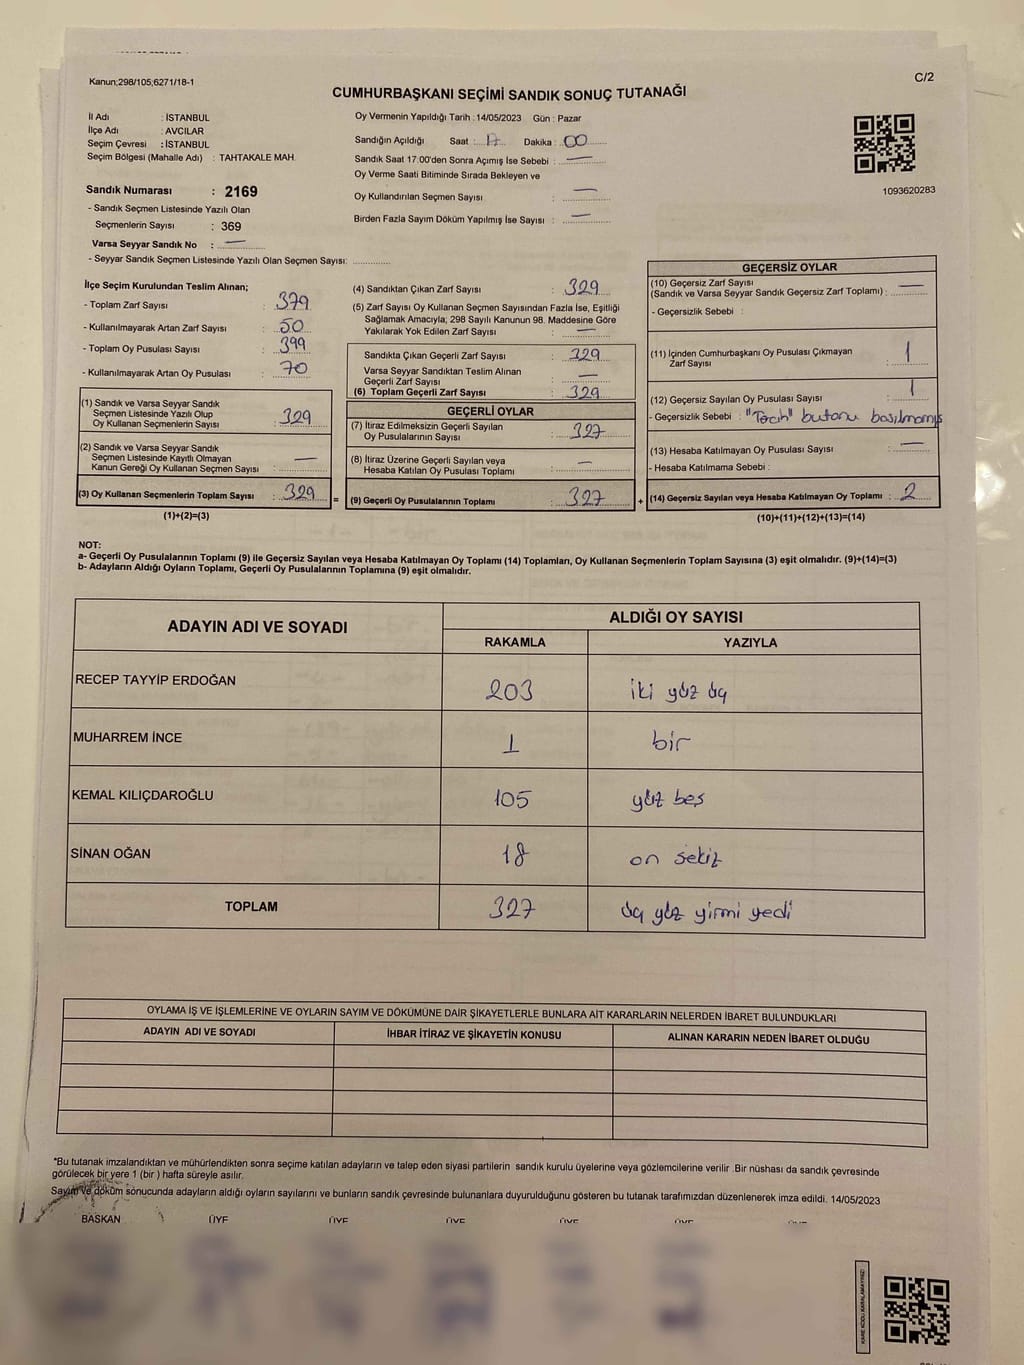 Kanun;298/105;6271/18-1
C/2
CUMHURBAŞKANI SEÇİMİ SANDIK SONUÇ TUTANAĞI
İl Adı : İSTANBUL
İlçe Adı : AVCILAR
Seçim Çevresi : İSTANBUL
Seçim Bölgesi (Mahalle Adı) : TAHTAKALE MAH.
Sandık Numarası : 2169
- Sandık Seçmen Listesinde Yazılı Olan
Seçmenlerin Sayısı : 369
Varsa Seyyar Sandık No : —
- Seyyar Sandık Seçmen Listesinde Yazılı Olan Seçmen Sayısı:
Oy Vermenin Yapıldığı Tarih : 14/05/2023 Gün : Pazar
Sandığın Açıldığı Saat : 17 Dakika : 00
Sandık Saat 17:00'den Sonra Açımış İse Sebebi : —
Oy Verme Saati Bitiminde Sırada Bekleyen ve
Oy Kullandırılan Seçmen Sayısı : —
Birden Fazla Sayım Döküm Yapılmış İse Sayısı : —
1093620283
İlçe Seçim Kurulundan Teslim Alınan;
- Toplam Zarf Sayısı : 379
- Kullanılmayarak Artan Zarf Sayısı : 50
- Toplam Oy Pusulası Sayısı : 399
- Kullanılmayarak Artan Oy Pusulası : 70
(1) Sandık ve Varsa Seyyar Sandık
Seçmen Listesinde Yazılı Olup
Oy Kullanan Seçmenlerin Sayısı : 329
(2) Sandık ve Varsa Seyyar Sandık
Seçmen Listesinde Kayıtlı Olmayan
Kanun Gereği Oy Kullanan Seçmen Sayısı : —
(3) Oy Kullanan Seçmenlerin Toplam Sayısı : 329
(1)+(2)=(3)
(4) Sandıktan Çıkan Zarf Sayısı : 329
(5) Zarf Sayısı Oy Kullanan Seçmen Sayısından Fazla İse, Eşitliği
Sağlamak Amacıyla; 298 Sayılı Kanunun 98. Maddesine Göre
Yakılarak Yok Edilen Zarf Sayısı : —
Sandıkta Çıkan Geçerli Zarf Sayısı : 329
Varsa Seyyar Sandıktan Teslim Alınan
Geçerli Zarf Sayısı : —
(6) Toplam Geçerli Zarf Sayısı : 329
GEÇERLİ OYLAR
(7) İtiraz Edilmeksizin Geçerli Sayılan
Oy Pusulalarının Sayısı : 327
(8) İtiraz Üzerine Geçerli Sayılan veya
Hesaba Katılan Oy Pusulası Toplamı : —
= (9) Geçerli Oy Pusulalarının Toplamı : 327 +
GEÇERSİZ OYLAR
(10) Geçersiz Zarf Sayısı
(Sandık ve Varsa Seyyar Sandık Geçersiz Zarf Toplamı) : —
- Geçersizlik Sebebi :
(11) İçinden Cumhurbaşkanı Oy Pusulası Çıkmayan
Zarf Sayısı : 1
(12) Geçersiz Sayılan Oy Pusulası Sayısı : 1
- Geçersizlik Sebebi : "Tercih" butonu basılmamış
(13) Hesaba Katılmayan Oy Pusulası Sayısı : —
- Hesaba Katılmama Sebebi :
(14) Geçersiz Sayılan veya Hesaba Katılmayan Oy Toplamı : 2
(10)+(11)+(12)+(13)=(14)
NOT:
a- Geçerli Oy Pusulalarının Toplamı (9) ile Geçersiz Sayılan veya Hesaba Katılmayan Oy Toplamı (14) Toplamları, Oy Kullanan Seçmenlerin Toplam Sayısına (3) eşit olmalıdır. (9)+(14)=(3)
b- Adayların Aldığı Oyların Toplamı, Geçerli Oy Pusulalarının Toplamına (9) eşit olmalıdır.
ADAYIN ADI VE SOYADI ALDIĞI OY SAYISI
RAKAMLA YAZIYLA
RECEP TAYYİP ERDOĞAN 203 iki yüz üç
MUHARREM İNCE 1 bir
KEMAL KILIÇDAROĞLU 105 yüz beş
SİNAN OĞAN 18 on sekiz
TOPLAM 327 üç yüz yirmi yedi
OYLAMA İŞ VE İŞLEMLERİNE VE OYLARIN SAYIM VE DÖKÜMÜNE DAİR ŞİKAYETLERLE BUNLARA AİT KARARLARIN NELERDEN İBARET BULUNDUKLARI
ADAYIN ADI VE SOYADI İHBAR İTİRAZ VE ŞİKAYETİN KONUSU ALINAN KARARIN NEDEN İBARET OLDUĞU
*Bu tutanak imzalandıktan ve mühürlendikten sonra seçime katılan adayların ve talep eden siyasi partilerin sandık kurulu üyelerine veya gözlemcilerine verilir .Bir nüshası da sandık çevresinde
görülecek bir yere 1 (bir ) hafta süreyle asılır.
Sayım ve döküm sonucunda adayların aldığı oyların sayılarını ve bunların sandık çevresinde bulunanlara duyurulduğunu gösteren bu tutanak tarafımızdan düzenlenerek imza edildi. 14/05/2023
BAŞKAN ÜYE ÜYE ÜYE ÜYE ÜYE